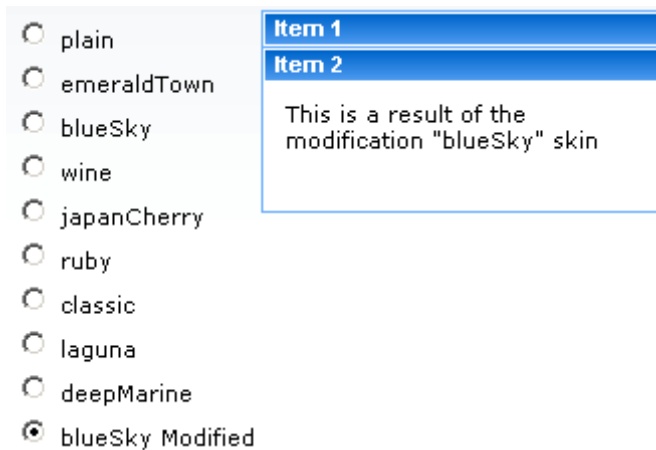 plain
emeraldTown
blueSky
wine
japanCherry
ruby
classic
laguna
deepMarine
blueSky Modified
Item 1
Item 2
This is a result of the
modification "blueSky" skin